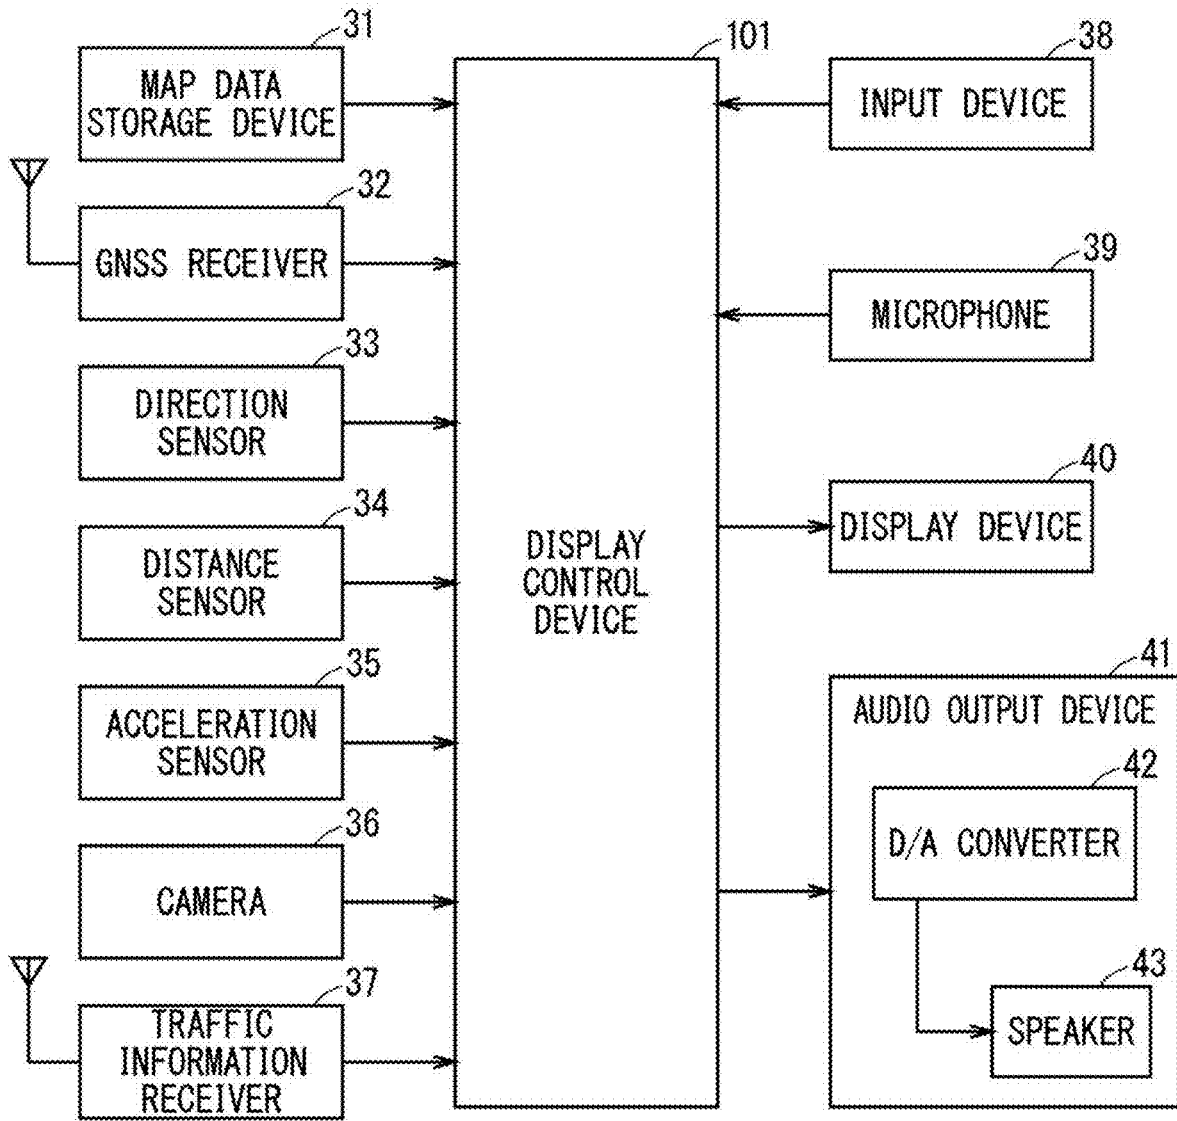 31
MAP DATA
STORAGE DEVICE
32
GNSS RECEIVER
33
DIRECTION
SENSOR
34
DISTANCE
SENSOR
35
ACCELERATION
SENSOR
36
CAMERA
37
TRAFFIC
INFORMATION
RECEIVER
101
DISPLAY
CONTROL
DEVICE
38
INPUT DEVICE
39
MICROPHONE
40
DISPLAY DEVICE
41
AUDIO OUTPUT DEVICE
42
D/A CONVERTER
43
SPEAKER